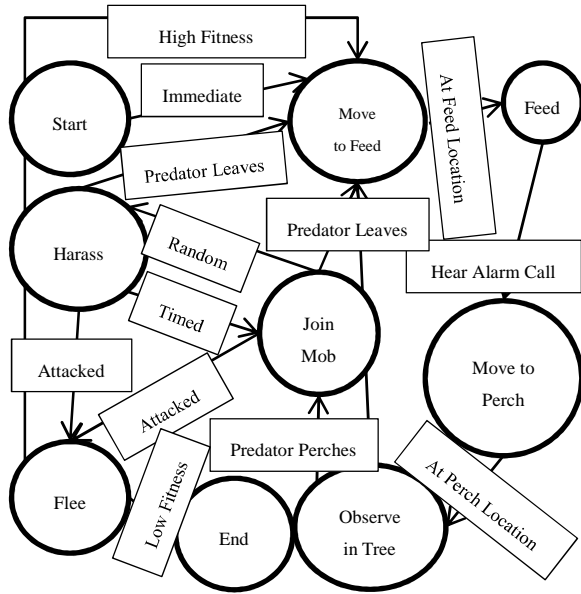 High Fitness
Start
Immediate
Move
to Feed
At Feed Location
Feed
Predator Leaves
Harass
Random
Predator Leaves
Hear Alarm Call
Timed
Join
Mob
Attacked
Attacked
Move to
Perch
Predator Perches
At Perch Location
Flee
Low Fitness
End
Observe
in Tree